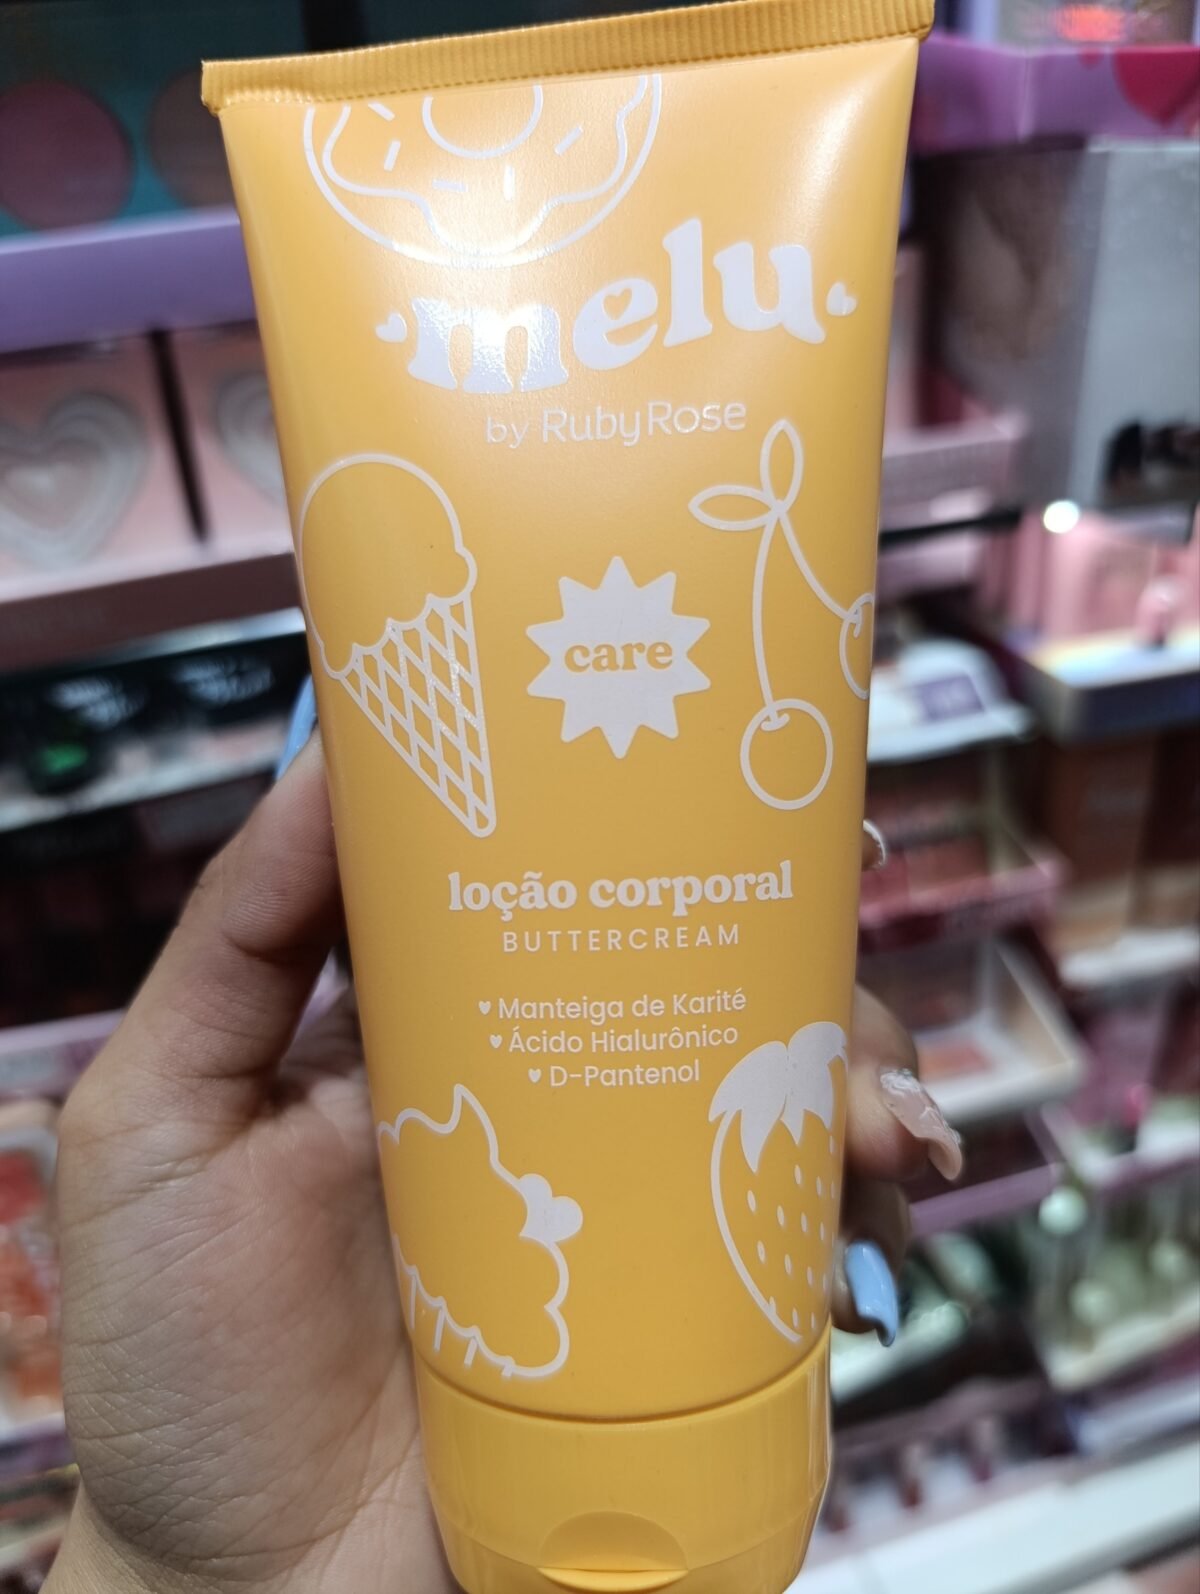 melu
by RubyRose
care
loção corporal
BUTTERCREAM
Manteiga de Karité
Ácido Hialurônico
D-Pantenol